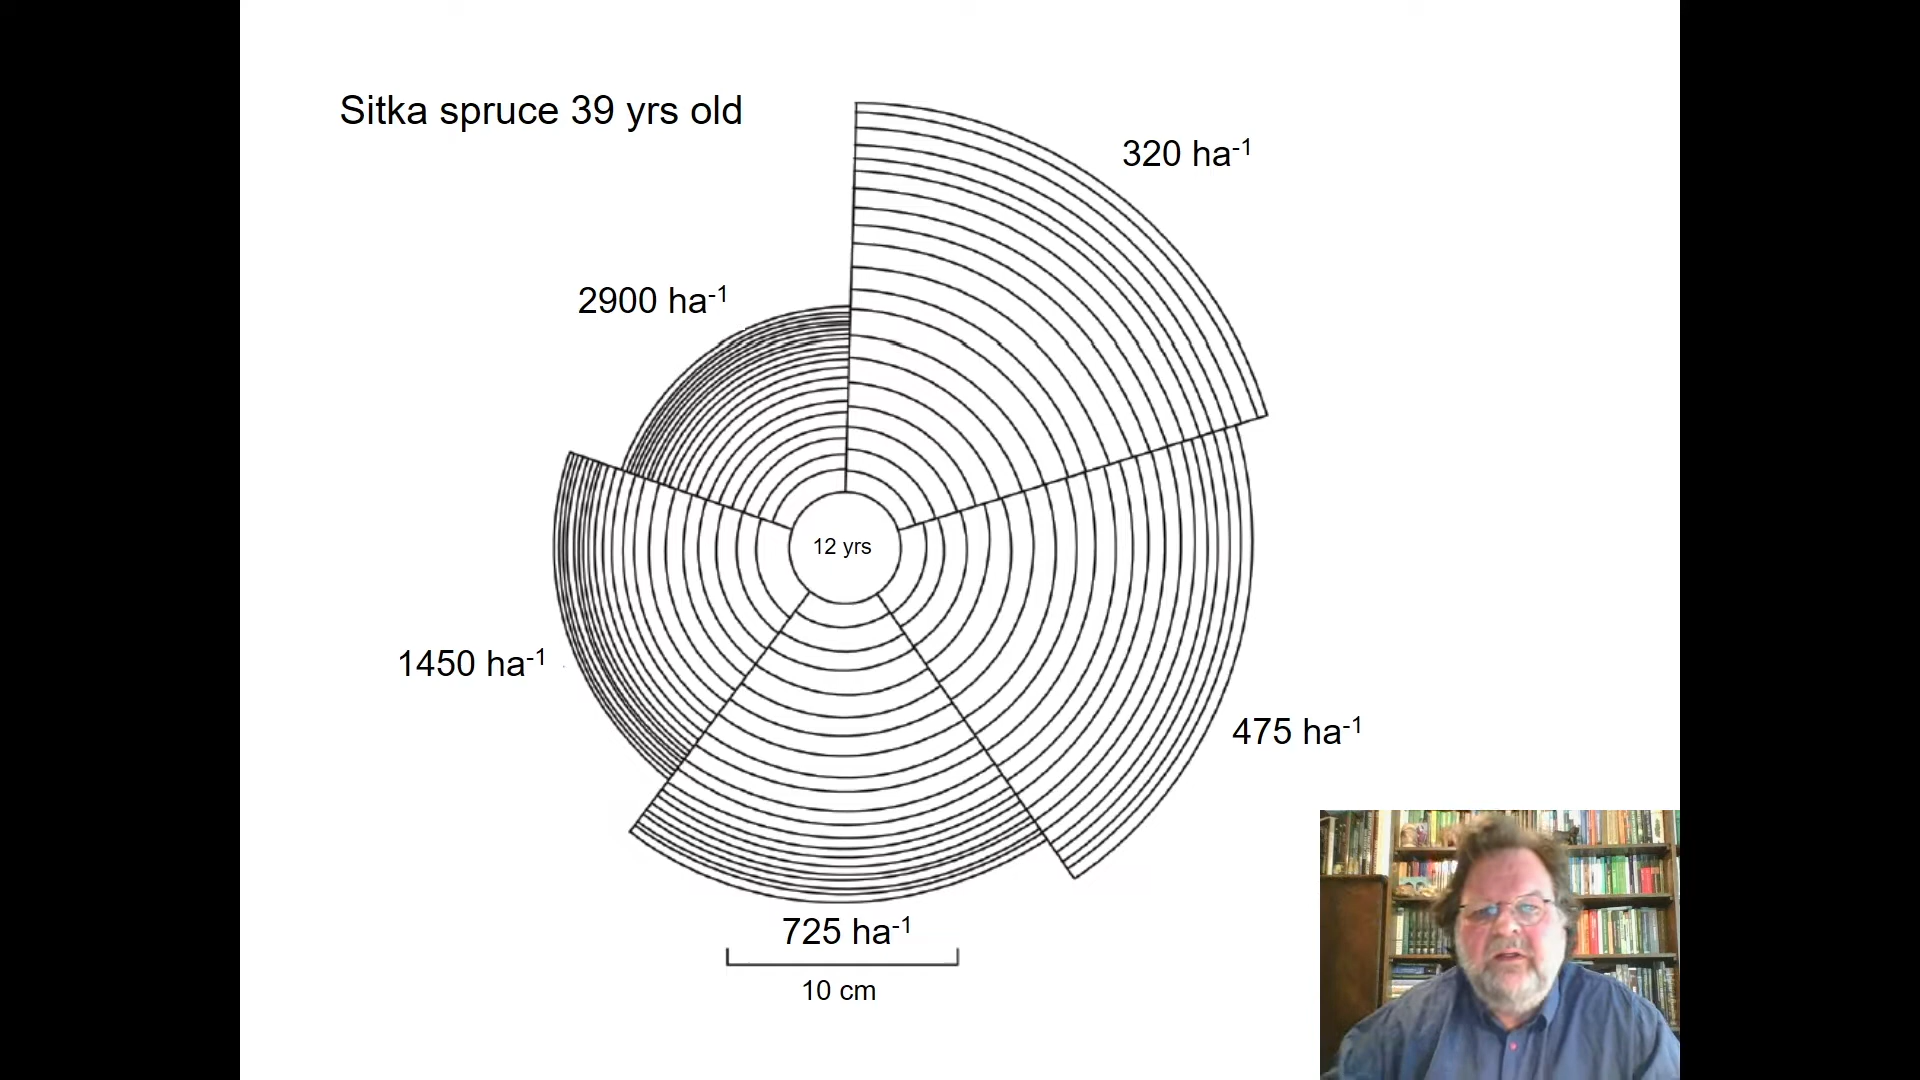 Sitka spruce 39 yrs old
320 ha-1
2900 ha-1
12 yrs
1450 ha-1
475 ha-1
725 ha-1
10 cm